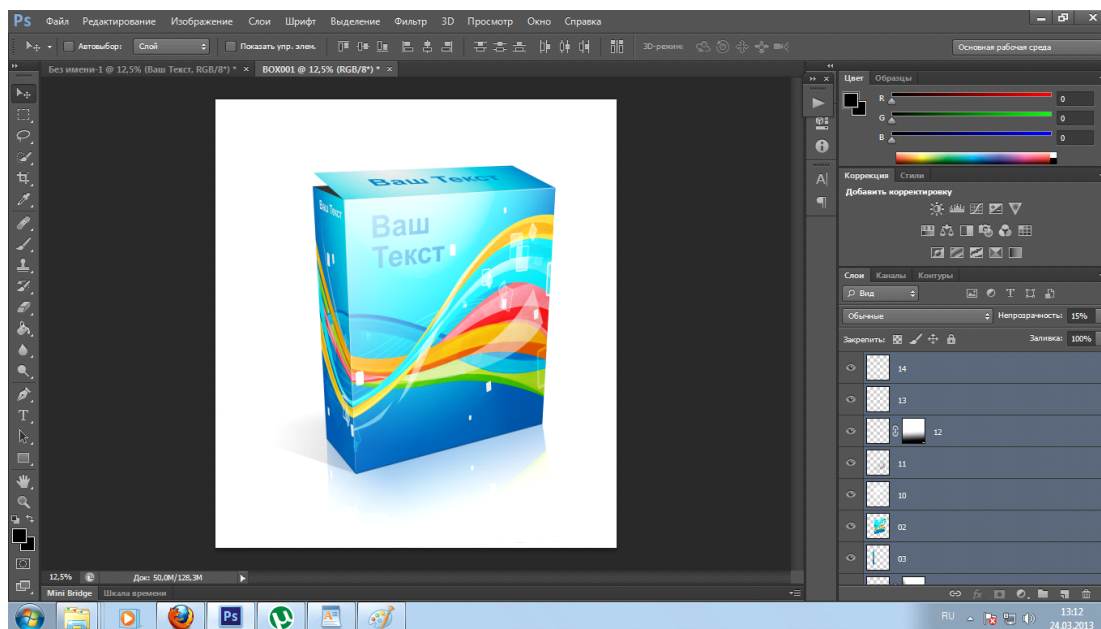 Ps Файл Редактирование Изображение Слои Шрифт Выделение Фильтр 3D Просмотр Окно Справка
Автовыбор: Слой Показать упр. элем. 3D-режим: Основная рабочая среда
Без имени-1 @ 12,5% (Ваш Текст, RGB/8*) * × BOX001 @ 12,5% (RGB/8*) * ×
Цвет Образцы
R 0
G 0
B 0
Коррекция Стили
Добавить корректировку
Ваш Текст
Ваш Текст
Ваш
Текст
Слои Каналы Контуры
Вид
Обычные Непрозрачность: 15%
Закрепить: Заливка: 100%
14
13
12
11
10
02
03
12,5% Док: 50,0M/128,3M
Mini Bridge Шкала времени
Ps RU 13:12
24.03.2013